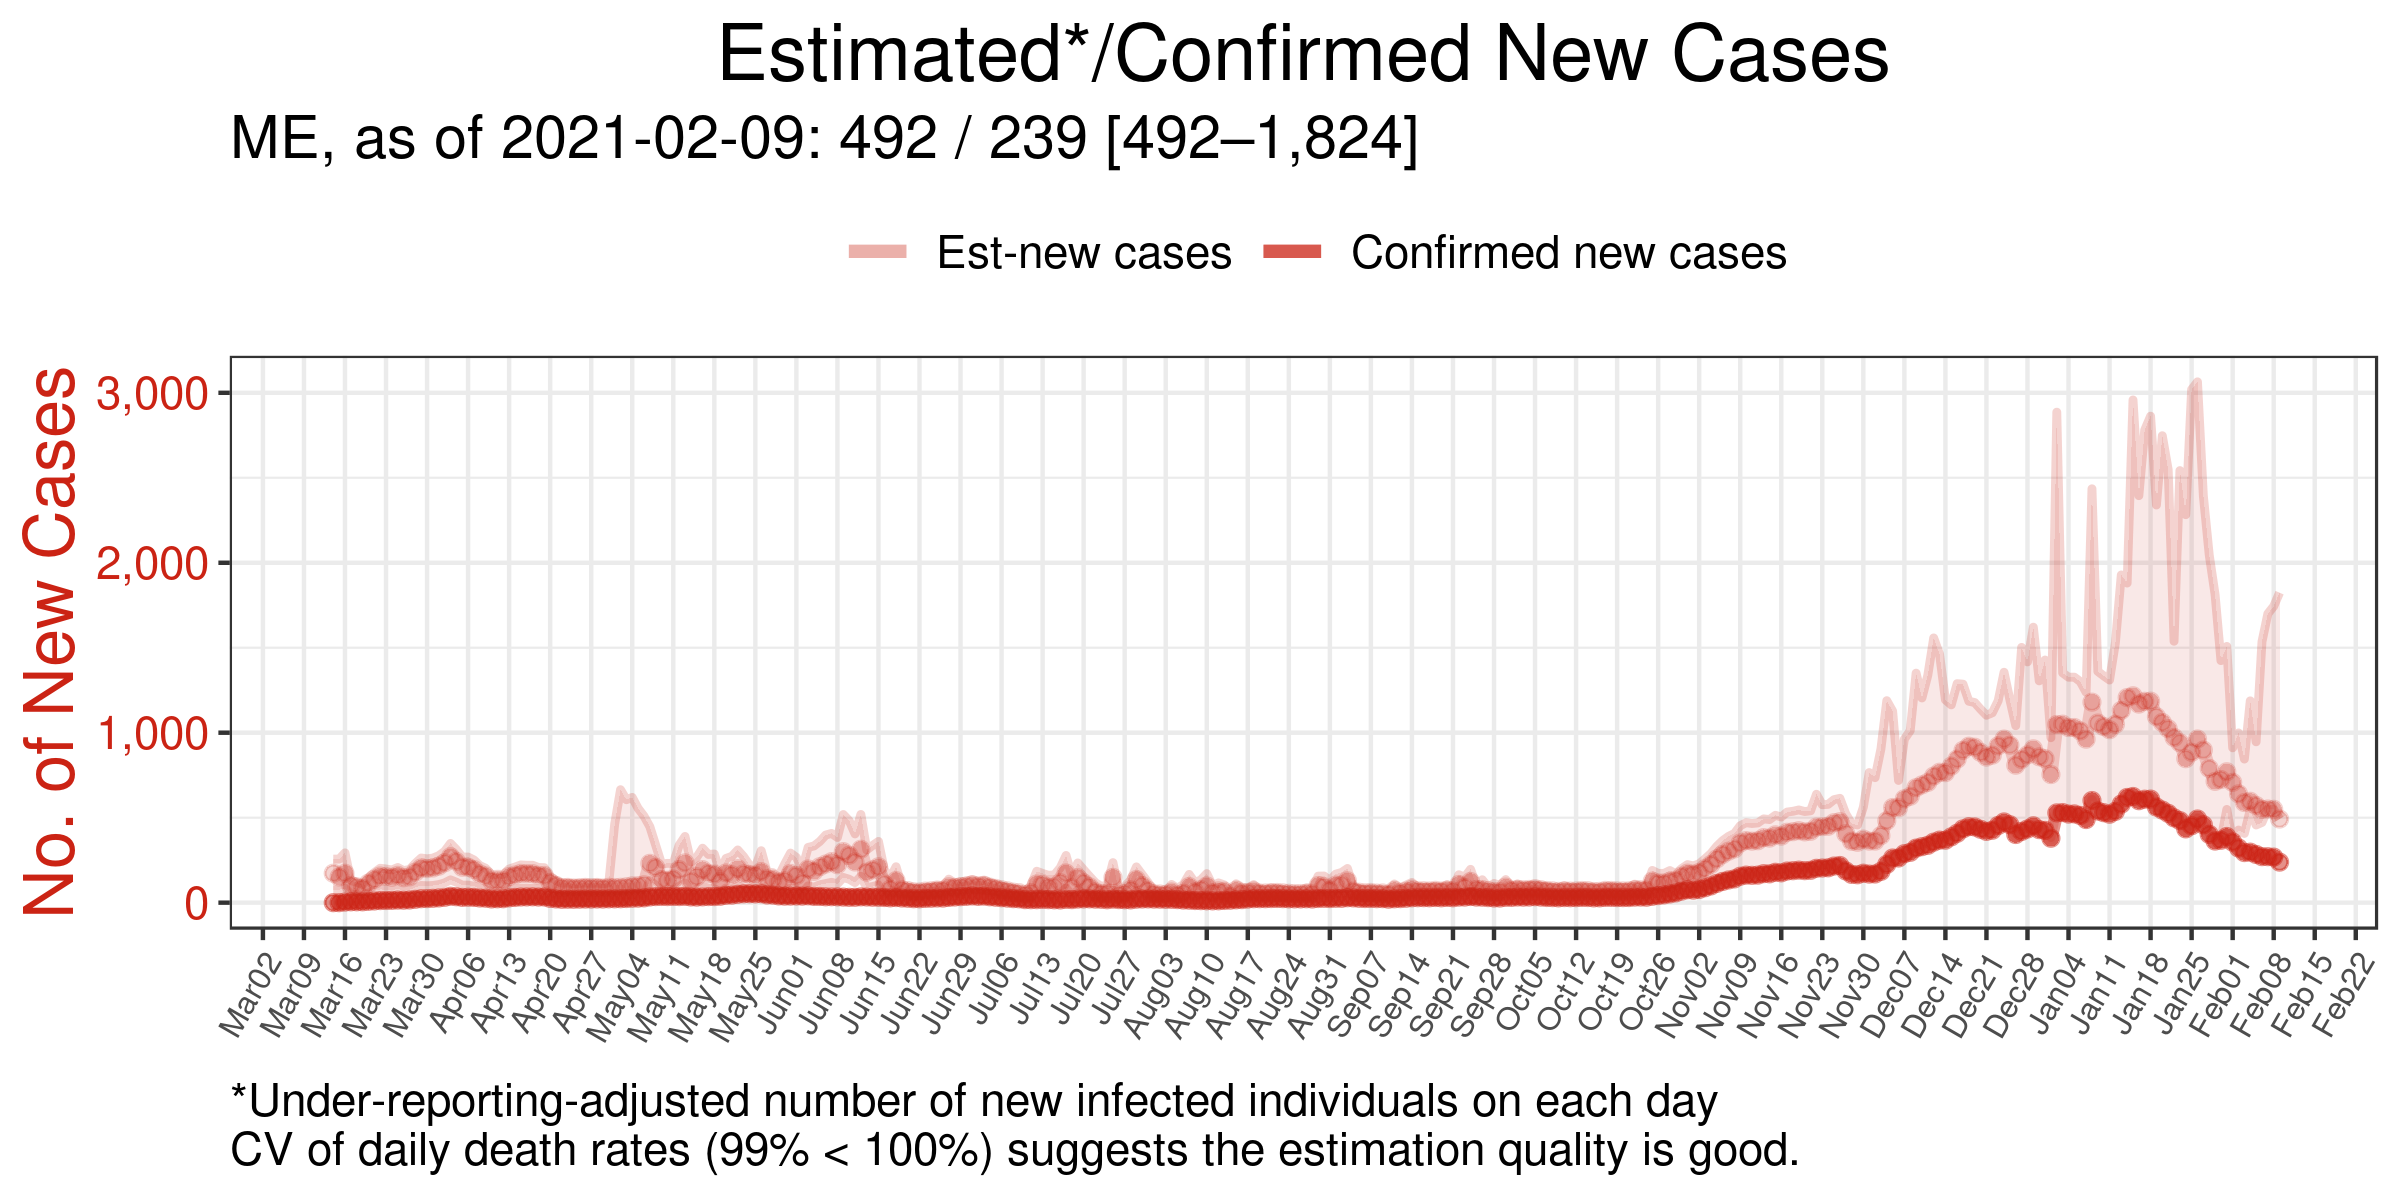 Estimated*/Confirmed New Cases
ME, as of 2021-02-09: 492 / 239 [492–1,824]
Est-new cases Confirmed new cases
No. of New Cases
3,000
2,000
1,000
0
Mar02 Mar09 Mar16 Mar23 Mar30 Apr06 Apr13 Apr20 Apr27 May04 May11 May18 May25 Jun01 Jun08 Jun15 Jun22 Jun29 Jul06 Jul13 Jul20 Jul27 Aug03 Aug10 Aug17 Aug24 Aug31 Sep07 Sep14 Sep21 Sep28 Oct05 Oct12 Oct19 Oct26 Nov02 Nov09 Nov16 Nov23 Nov30 Dec07 Dec14 Dec21 Dec28 Jan04 Jan11 Jan18 Jan25 Feb01 Feb08 Feb15 Feb22
*Under-reporting-adjusted number of new infected individuals on each day
CV of daily death rates (99% < 100%) suggests the estimation quality is good.